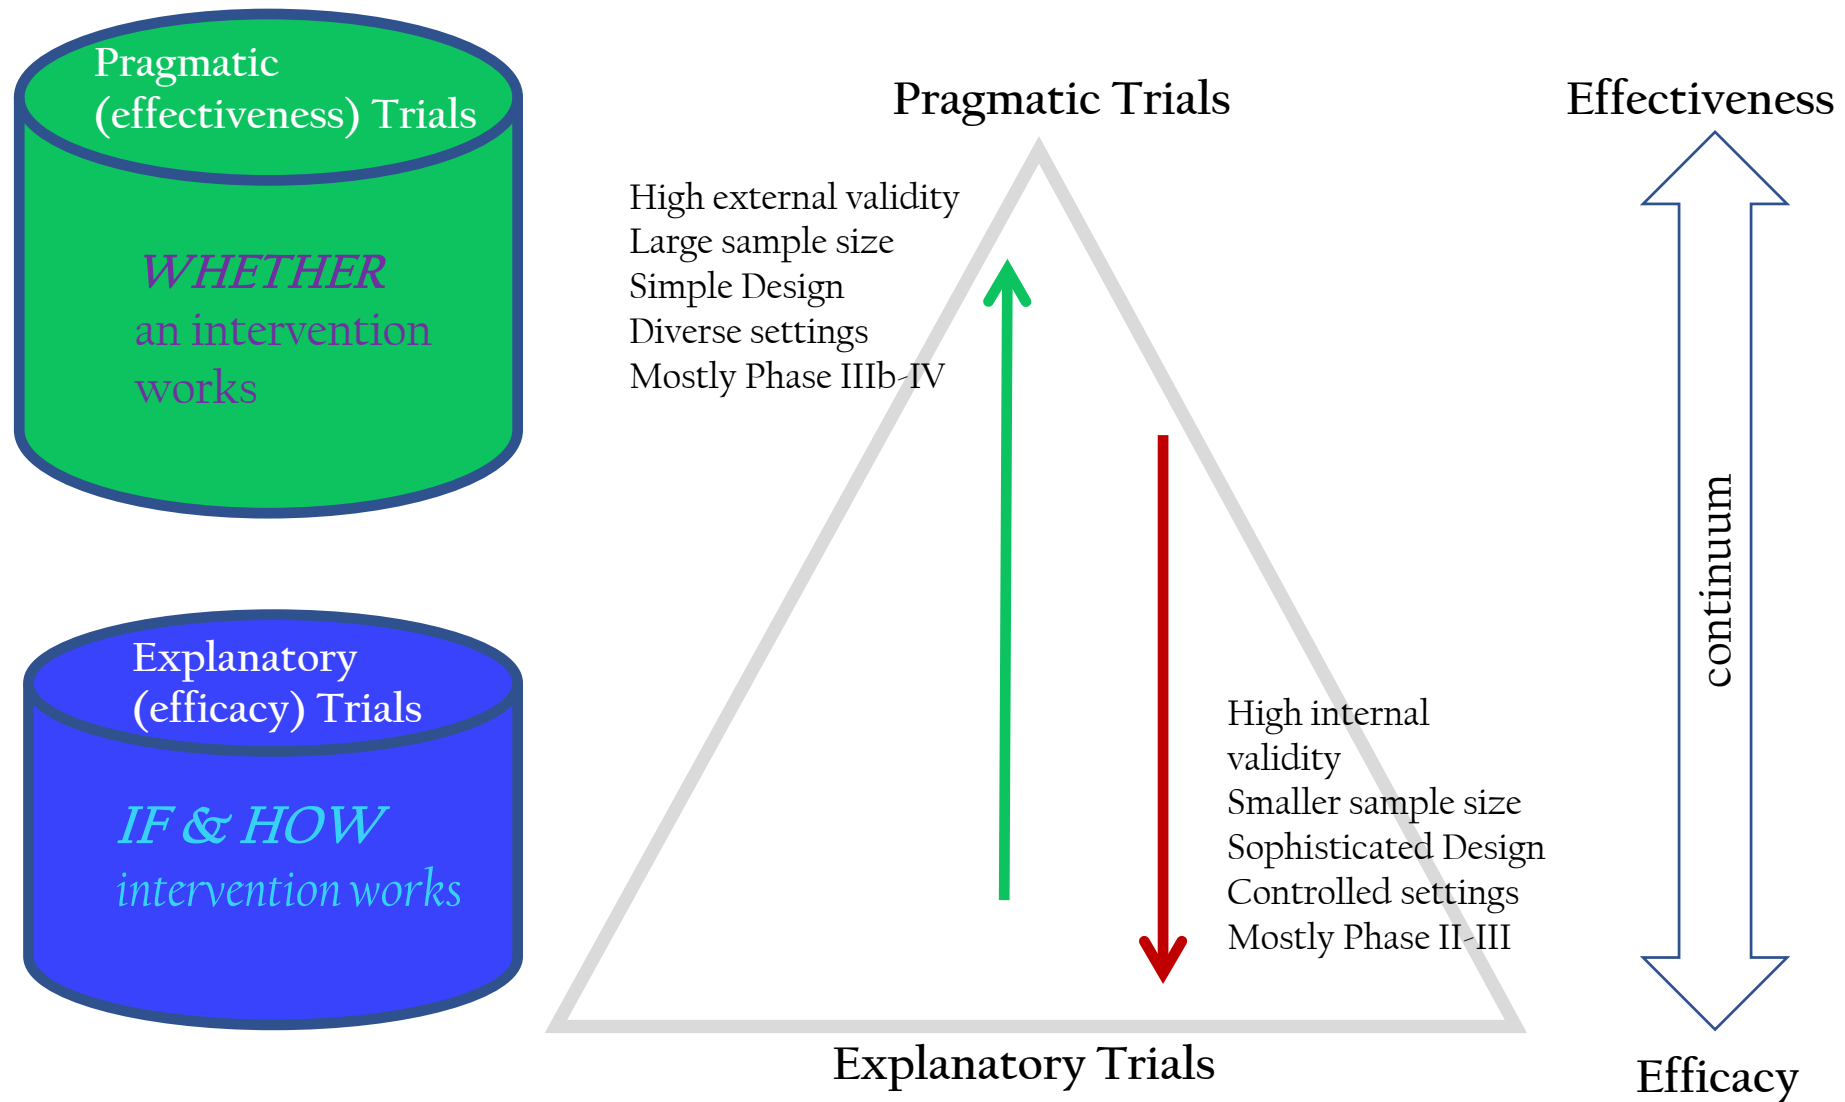 Pragmatic
(effectiveness) Trials
WHETHER
an intervention
works
Explanatory
(efficacy) Trials
IF & HOW
intervention works
Pragmatic Trials
High external validity
Large sample size
Simple Design
Diverse settings
Mostly Phase IIIb-IV
High internal
validity
Smaller sample size
Sophisticated Design
Controlled settings
Mostly Phase II-III
Explanatory Trials
Effectiveness
continuum
Efficacy